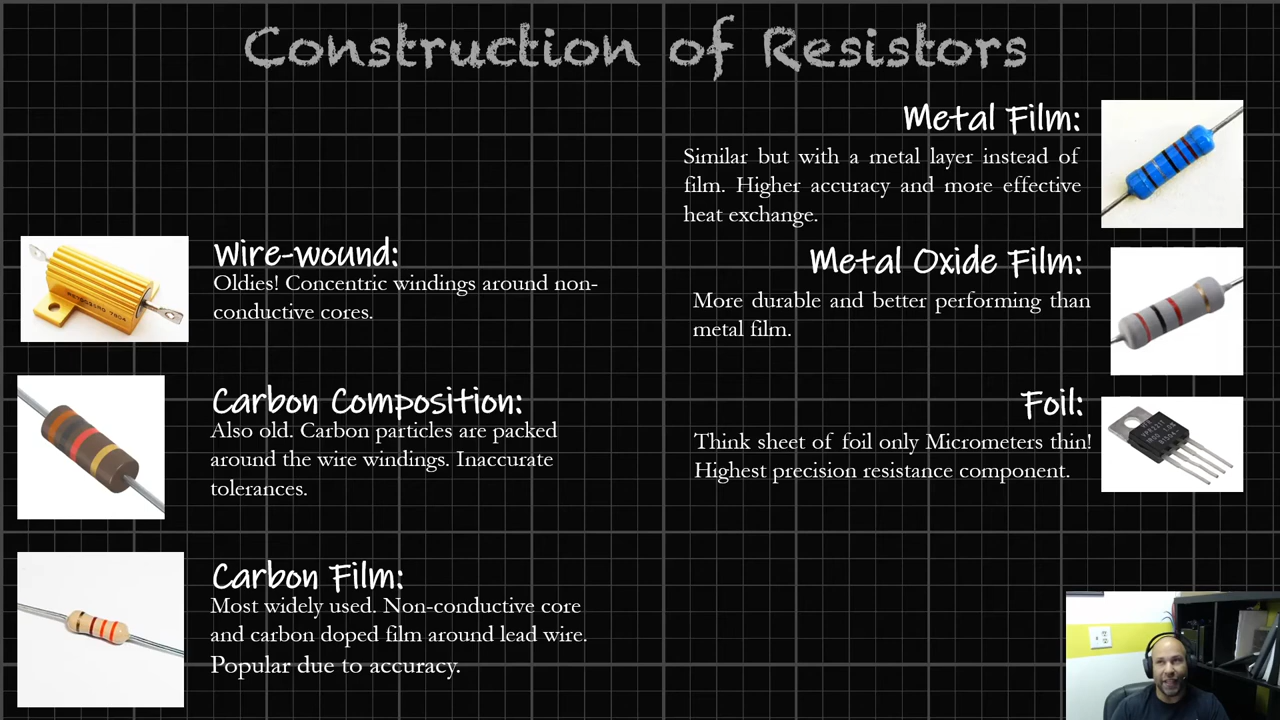 Construction of Resistors
Wire-wound:
Oldies! Concentric windings around non-
conductive cores.
Carbon Composition:
Also old. Carbon particles are packed
around the wire windings. Inaccurate
tolerances.
Carbon Film:
Most widely used. Non-conductive core
and carbon doped film around lead wire.
Popular due to accuracy.
Metal Film:
Similar but with a metal layer instead of
film. Higher accuracy and more effective
heat exchange.
Metal Oxide Film:
More durable and better performing than
metal film.
Foil:
Think sheet of foil only Micrometers thin!
Highest precision resistance component.